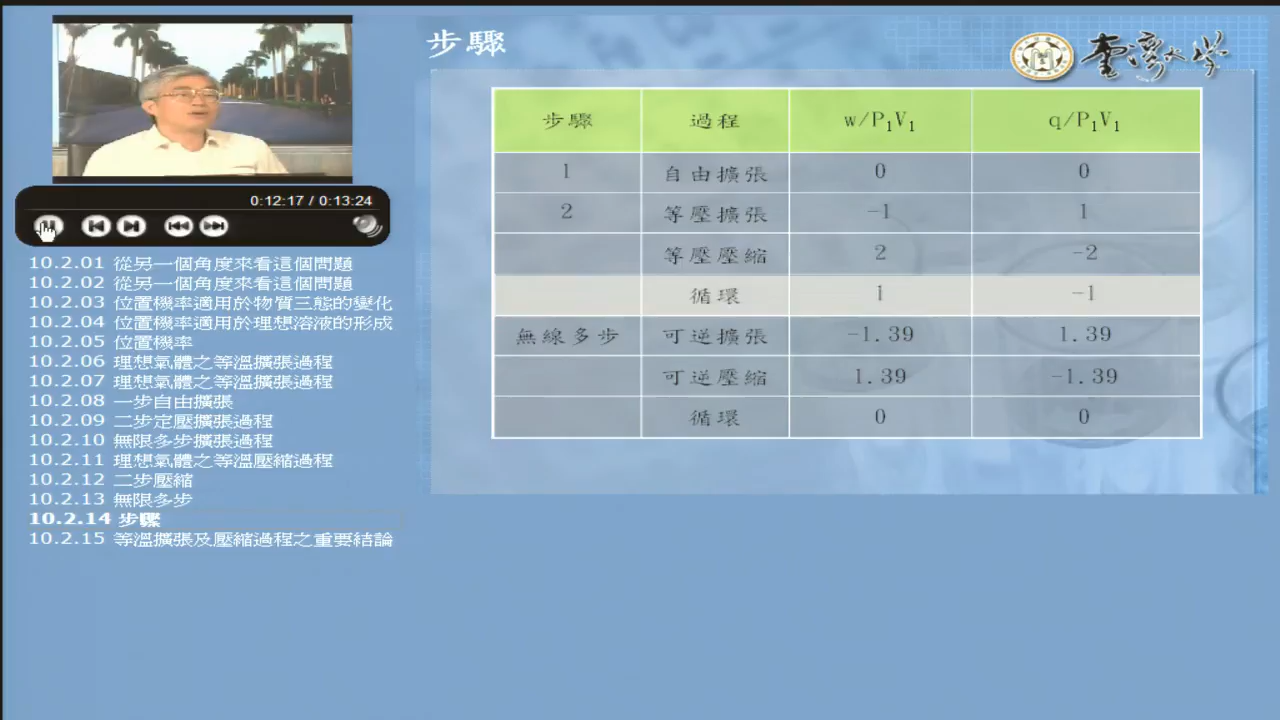 步驟
臺灣大學
步驟 過程 w/P₁V₁ q/P₁V₁
1 自由擴張 0 0
2 等壓擴張 -1 1
等壓壓縮 2 -2
循環 1 -1
無線多步 可逆擴張 -1.39 1.39
可逆壓縮 1.39 -1.39
循環 0 0
0:12:17 / 0:13:24
10.2.01 從另一個角度來看這個問題
10.2.02 從另一個角度來看這個問題
10.2.03 位置機率適用於物質三態的變化
10.2.04 位置機率適用於理想溶液的形成
10.2.05 位置機率
10.2.06 理想氣體之等溫擴張過程
10.2.07 理想氣體之等溫擴張過程
10.2.08 一步自由擴張
10.2.09 二步定壓擴張過程
10.2.10 無限多步擴張過程
10.2.11 理想氣體之等溫壓縮過程
10.2.12 二步壓縮
10.2.13 無限多步
10.2.14 步驟
10.2.15 等溫擴張及壓縮過程之重要結論